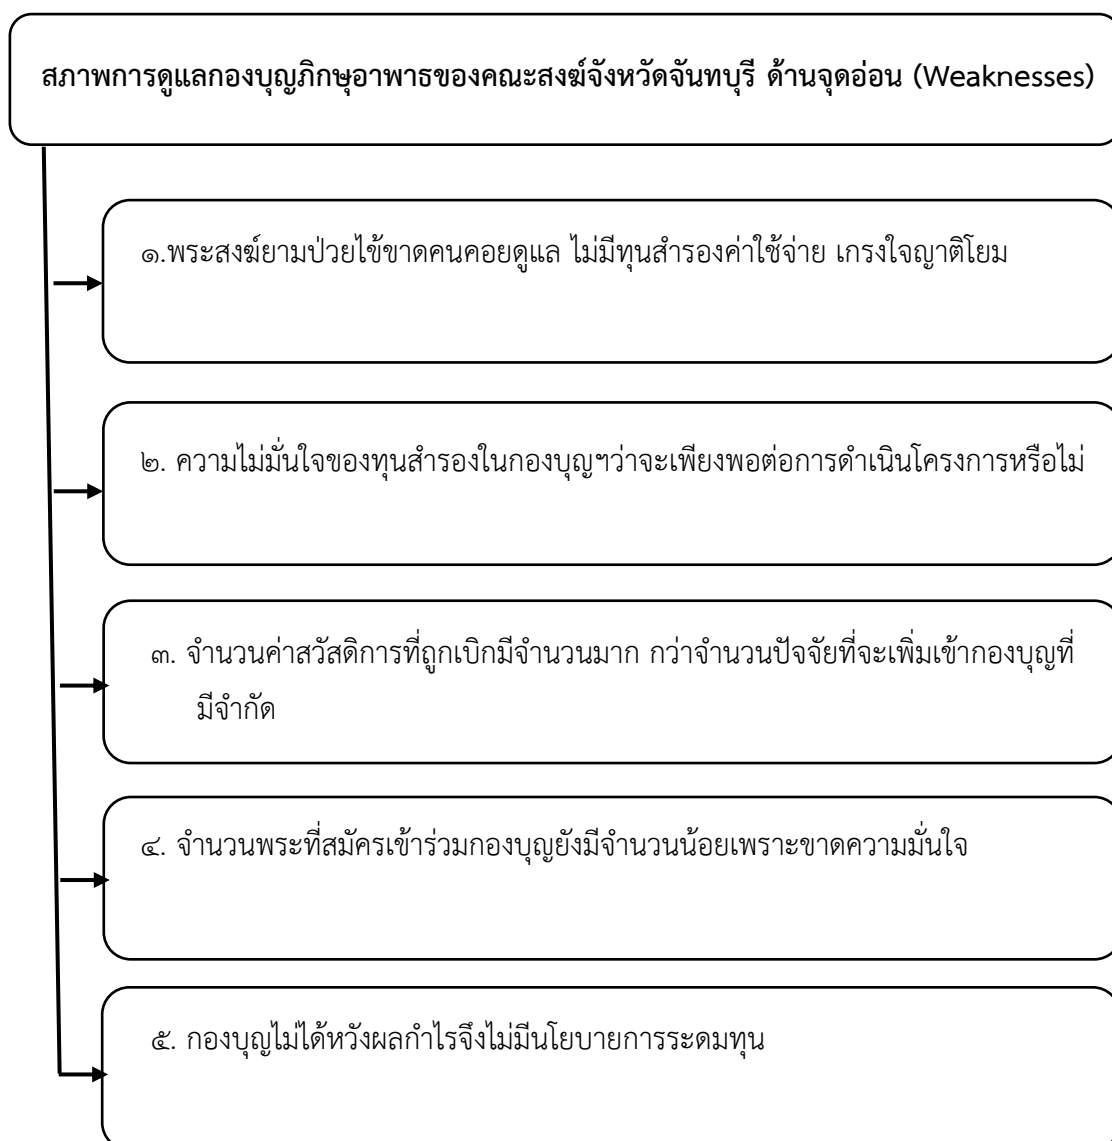 สภาพการดูแลกองบุญภิกษุอาพาธของคณะสงฆ์จังหวัดจันทบุรี ด้านจุดอ่อน (Weaknesses)
๑.พระสงฆ์ยามป่วยไข้ขาดคนคอยดูแล ไม่มีทุนสำรองค่าใช้จ่าย เกรงใจญาติโยม
๒. ความไม่มั่นใจของทุนสำรองในกองบุญฯว่าจะเพียงพอต่อการดำเนินโครงการหรือไม่
๓. จำนวนค่าสวัสดิการที่ถูกเบิกมีจำนวนมาก กว่าจำนวนปัจจัยที่จะเพิ่มเข้ากองบุญที่
มีจำกัด
๔. จำนวนพระที่สมัครเข้าร่วมกองบุญยังมีจำนวนน้อยเพราะขาดความมั่นใจ
๕. กองบุญไม่ได้หวังผลกำไรจึงไม่มีนโยบายการระดมทุน